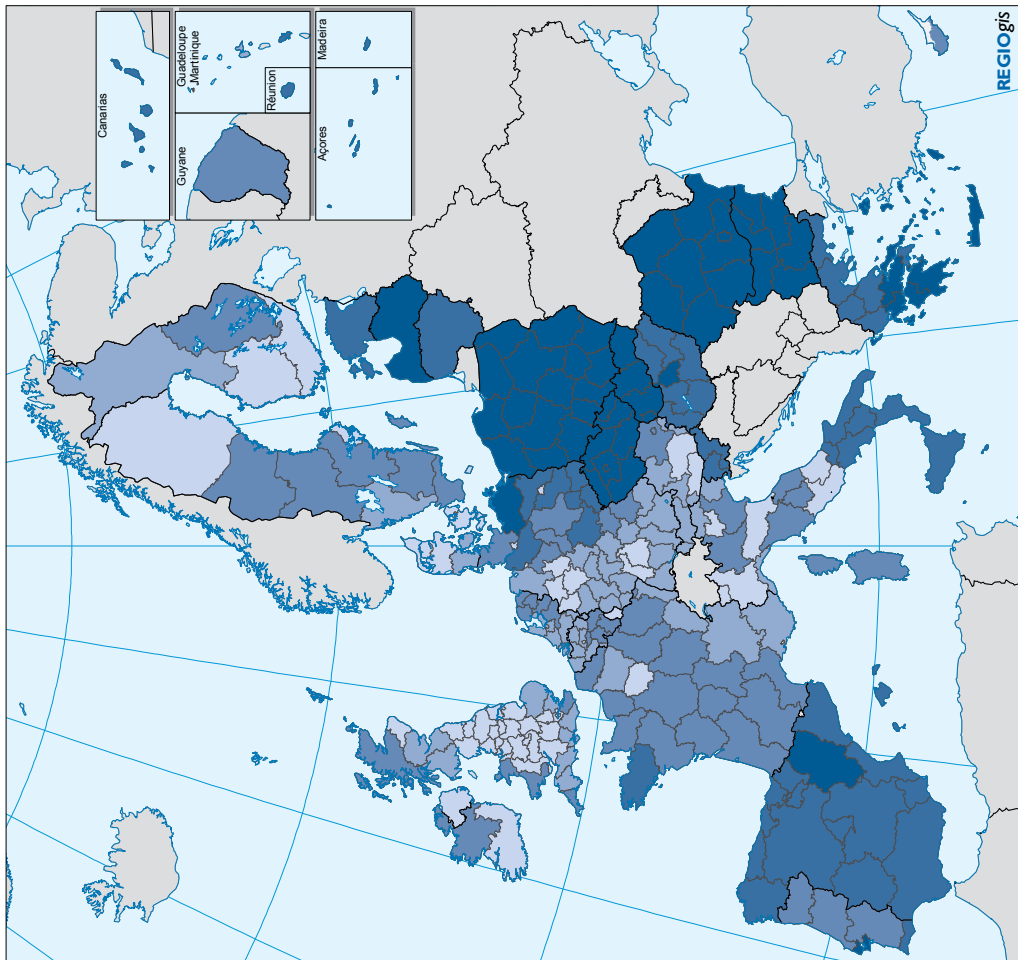 Canarias
Guyane
Guadeloupe
Martinique
Réunion
Açores
Madeira
REGIOgis